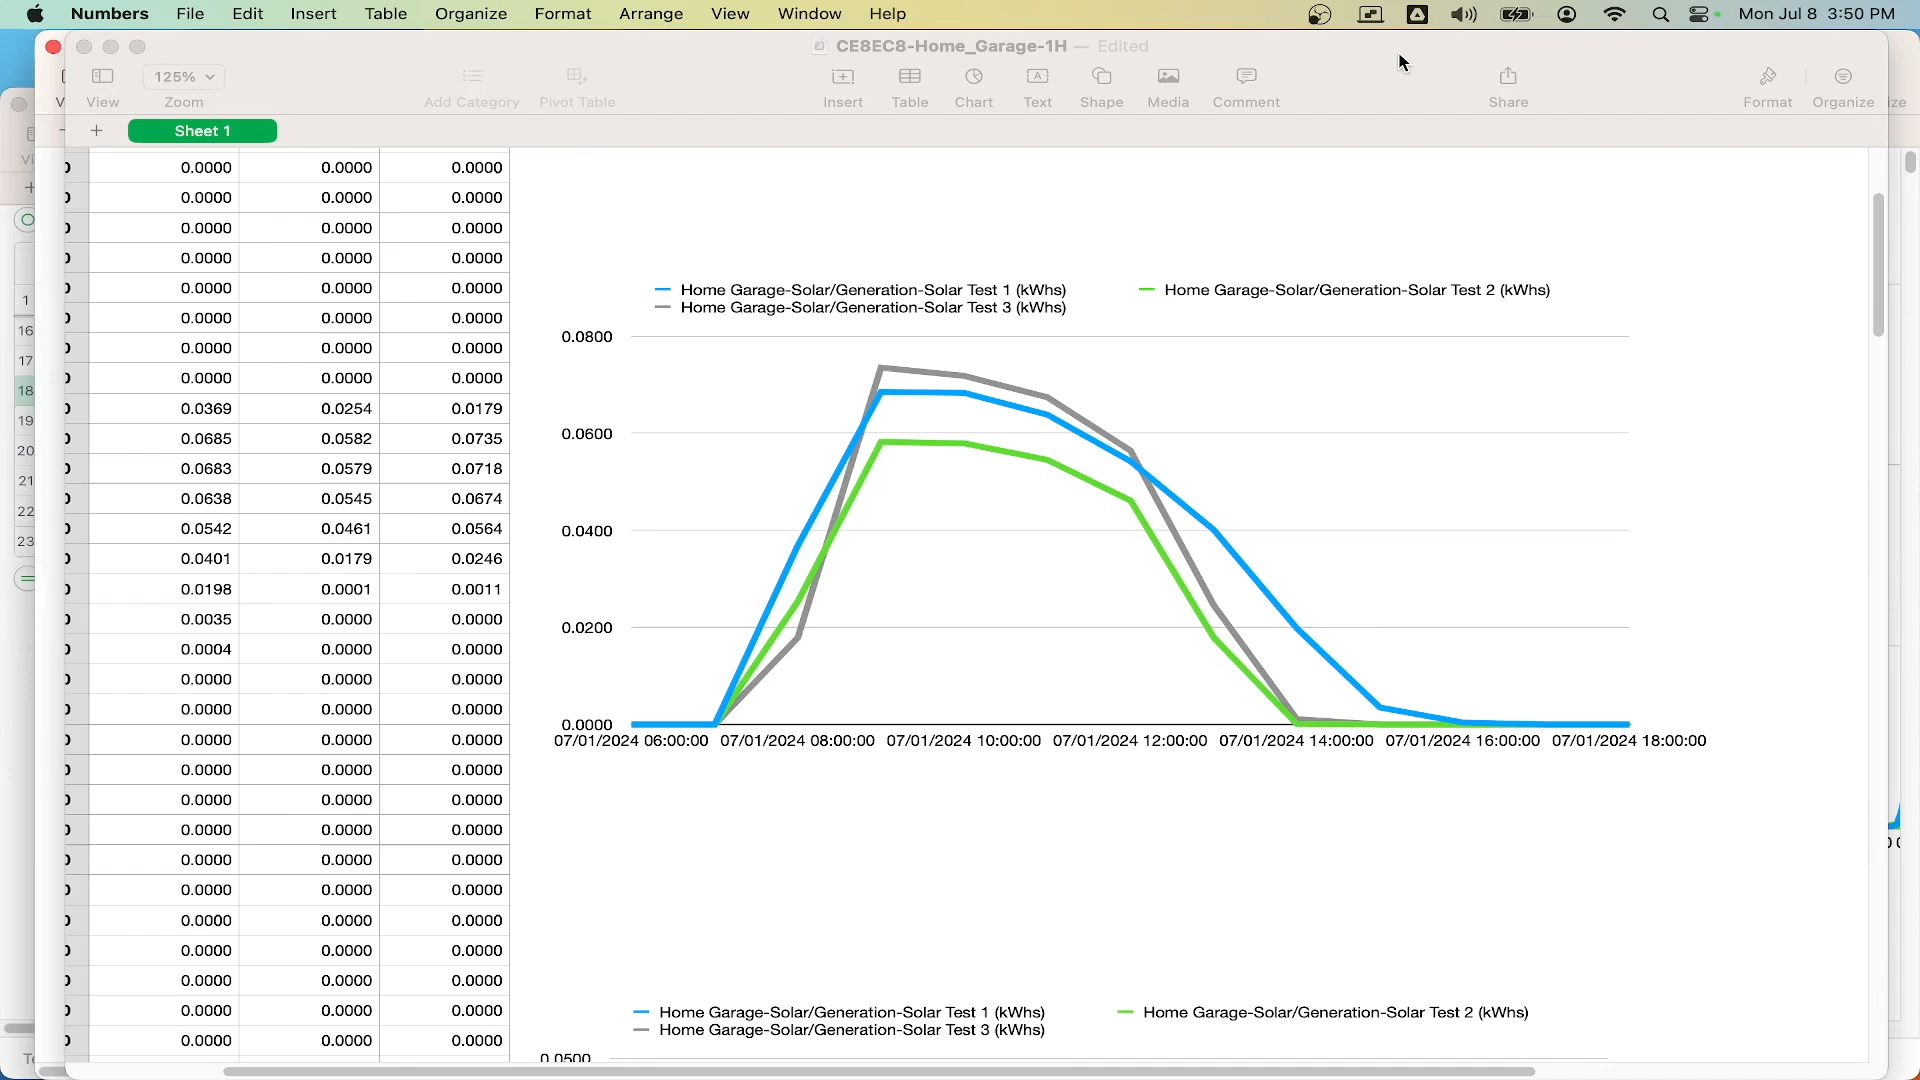 Numbers File Edit Insert Table Organize Format Arrange View Window Help Mon Jul 8 3:50 PM
CE8EC8-Home_Garage-1H — Edited
125%
View Zoom Add Category Pivot Table Insert Table Chart Text Shape Media Comment Share Format Organize
Sheet 1
0.0000 0.0000 0.0000
0.0000 0.0000 0.0000
0.0000 0.0000 0.0000
0.0000 0.0000 0.0000
0.0000 0.0000 0.0000
0.0000 0.0000 0.0000
0.0000 0.0000 0.0000
0.0000 0.0000 0.0000
0.0369 0.0254 0.0179
0.0685 0.0582 0.0735
0.0683 0.0579 0.0718
0.0638 0.0545 0.0674
0.0542 0.0461 0.0564
0.0401 0.0179 0.0246
0.0198 0.0001 0.0011
0.0035 0.0000 0.0000
0.0004 0.0000 0.0000
0.0000 0.0000 0.0000
0.0000 0.0000 0.0000
0.0000 0.0000 0.0000
0.0000 0.0000 0.0000
0.0000 0.0000 0.0000
0.0000 0.0000 0.0000
0.0000 0.0000 0.0000
0.0000 0.0000 0.0000
0.0000 0.0000 0.0000
0.0000 0.0000 0.0000
0.0000 0.0000 0.0000
0.0000 0.0000 0.0000
0.0000 0.0000 0.0000
1
16
17
18
19
20
21
22
23
Home Garage-Solar/Generation-Solar Test 1 (kWhs) Home Garage-Solar/Generation-Solar Test 2 (kWhs)
Home Garage-Solar/Generation-Solar Test 3 (kWhs)
0.0800
0.0600
0.0400
0.0200
0.0000
07/01/2024 06:00:00 07/01/2024 08:00:00 07/01/2024 10:00:00 07/01/2024 12:00:00 07/01/2024 14:00:00 07/01/2024 16:00:00 07/01/2024 18:00:00
Home Garage-Solar/Generation-Solar Test 1 (kWhs) Home Garage-Solar/Generation-Solar Test 2 (kWhs)
Home Garage-Solar/Generation-Solar Test 3 (kWhs)
0.0500